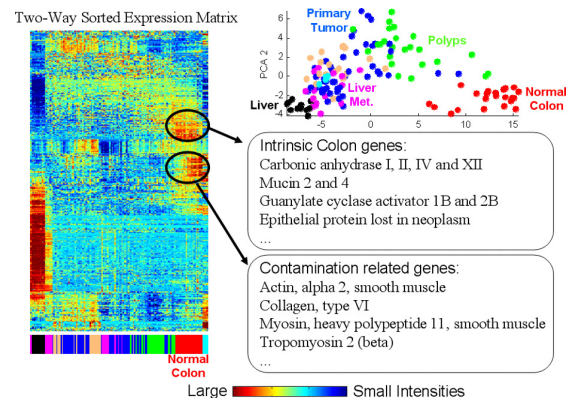 Two-Way Sorted Expression Matrix
Primary
Tumor
Polyps
PCA 2
6
4
2
0
-2
-4
Liver
Liver
Met.
Normal
Colon
-5
0
5
10
15
Intrinsic Colon genes:
Carbonic anhydrase I, II, IV and XII
Mucin 2 and 4
Guanylate cyclase activator 1B and 2B
Epithelial protein lost in neoplasm
...
Contamination related genes:
Actin, alpha 2, smooth muscle
Collagen, type VI
Myosin, heavy polypeptide 11, smooth muscle
Tropomyosin 2 (beta)
...
Normal
Colon
Large
Small Intensities